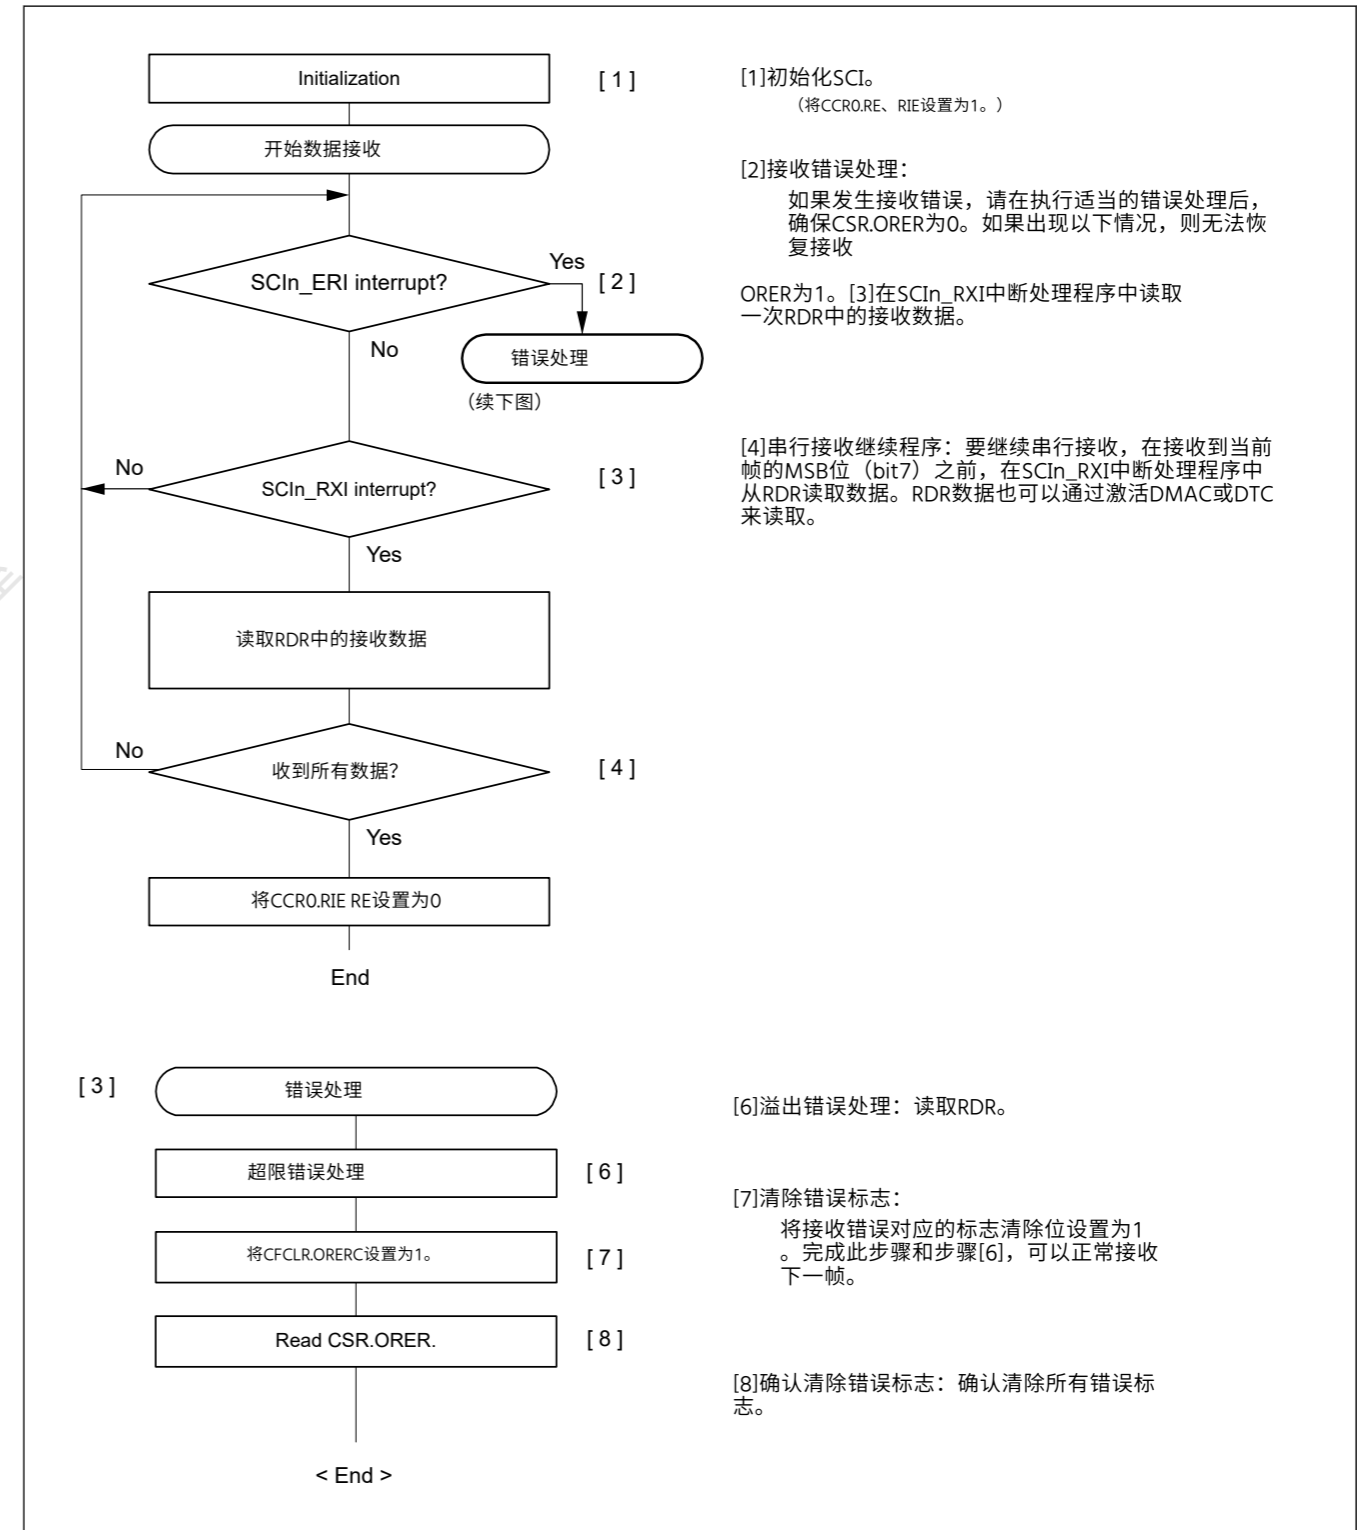 Initialization
[ 1 ]
[1]初始化SCI。
（将CCR0.RE、RIE设置为1。）
开始数据接收
[2]接收错误处理：
如果发生接收错误，请在执行适当的错误处理后，
确保CSR.ORER为0。如果出现以下情况，则无法恢
复接收
SCIn_ERI interrupt?
Yes
[ 2 ]
ORER为1。[3]在SCIn_RXI中断处理程序中读取
一次RDR中的接收数据。
No
错误处理
（续下图）
[4]串行接收继续程序：要继续串行接收，在接收到当前
帧的MSB位（bit7）之前，在SCIn_RXI中断处理程序中
从RDR读取数据。RDR数据也可以通过激活DMAC或DTC
来读取。
No
SCIn_RXI interrupt?
[ 3 ]
Yes
读取RDR中的接收数据
No
收到所有数据？
[ 4 ]
Yes
将CCR0.RIE RE设置为0
End
[ 3 ]
错误处理
[6]溢出错误处理：读取RDR。
超限错误处理
[ 6 ]
[7]清除错误标志：
将接收错误对应的标志清除位设置为1
。完成此步骤和步骤[6]，可以正常接收
下一帧。
将CFCLR.ORERC设置为1。
[ 7 ]
Read CSR.ORER.
[ 8 ]
[8]确认清除错误标志：确认清除所有错误标
志。
< End >